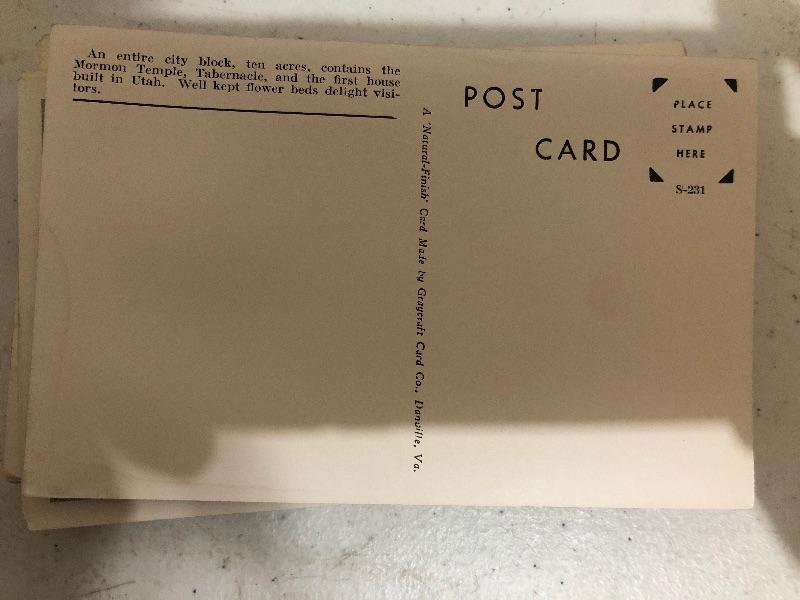 An entire city block, ten acres, contains the
Mormon Temple, Tabernacle, and the first house
built in Utah. Well kept flower beds delight visi-
tors.
A 'Natural-Finish' Card Made by Graycraft Card Co., Danville, Va.
POST
CARD
PLACE
STAMP
HERE
S-231